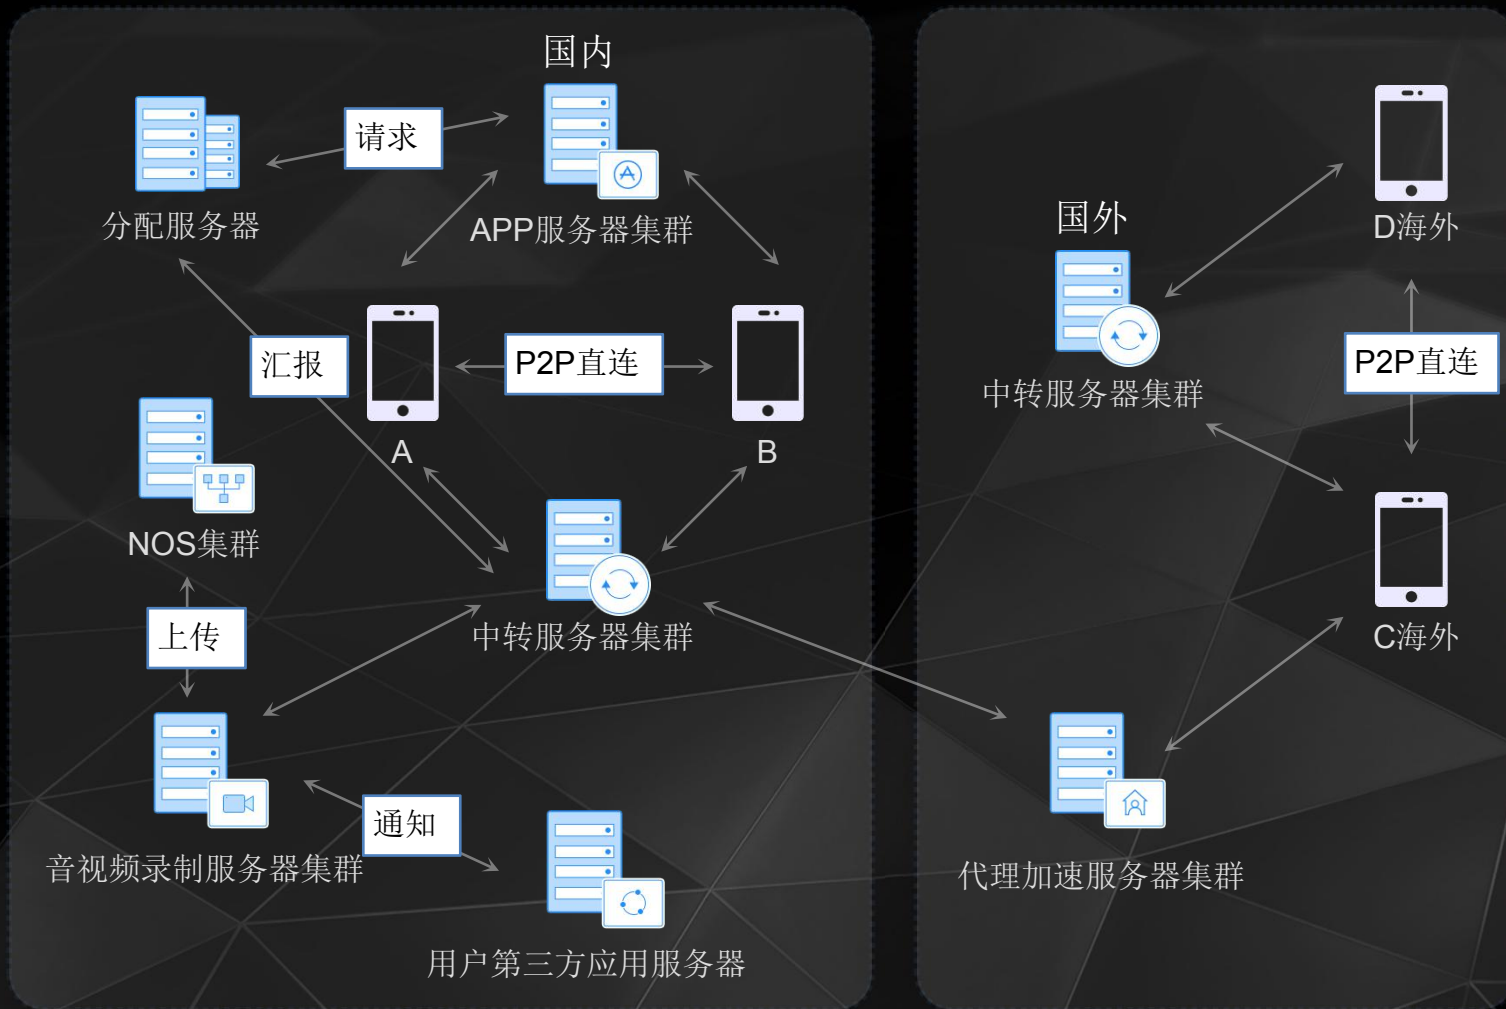 国内
请求
分配服务器
APP服务器集群
汇报
P2P直连
A
B
NOS集群
上传
中转服务器集群
音视频录制服务器集群
通知
用户第三方应用服务器
国外
D海外
中转服务器集群
P2P直连
C海外
代理加速服务器集群